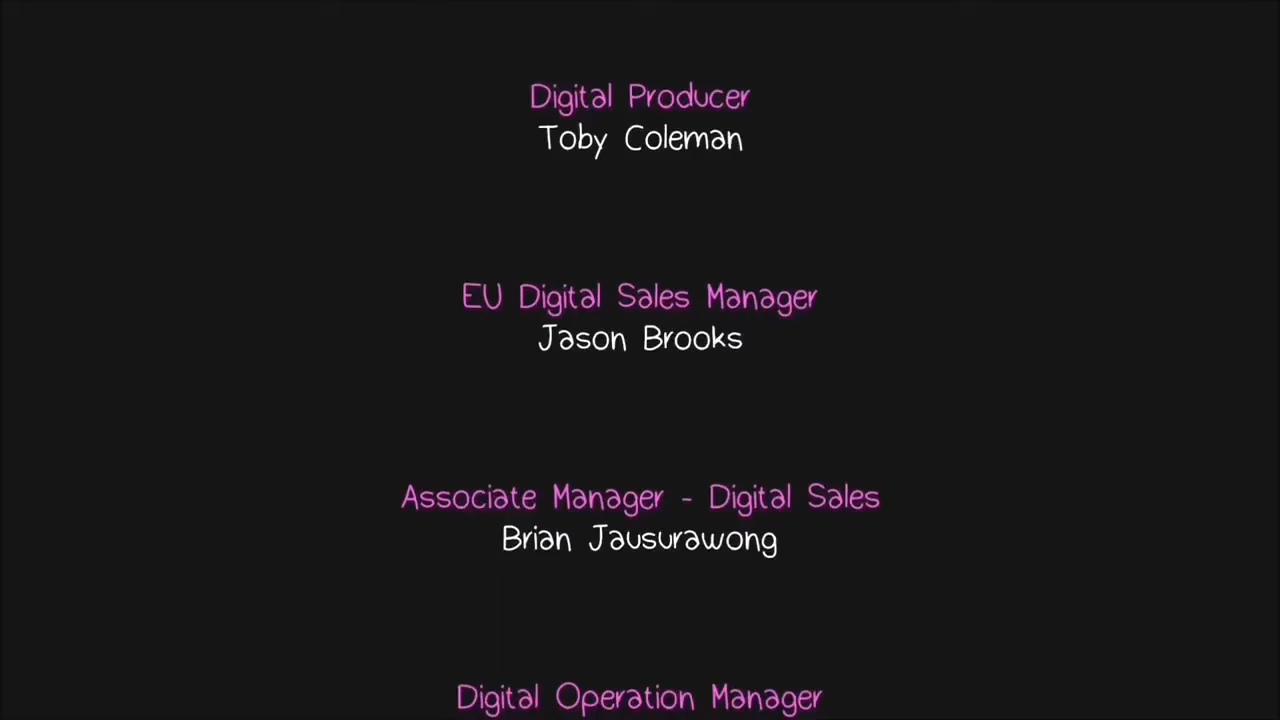 Digital Producer
Toby Coleman
EU Digital Sales Manager
Jason Brooks
Associate Manager - Digital Sales
Brian Jausurawong
Digital Operation Manager